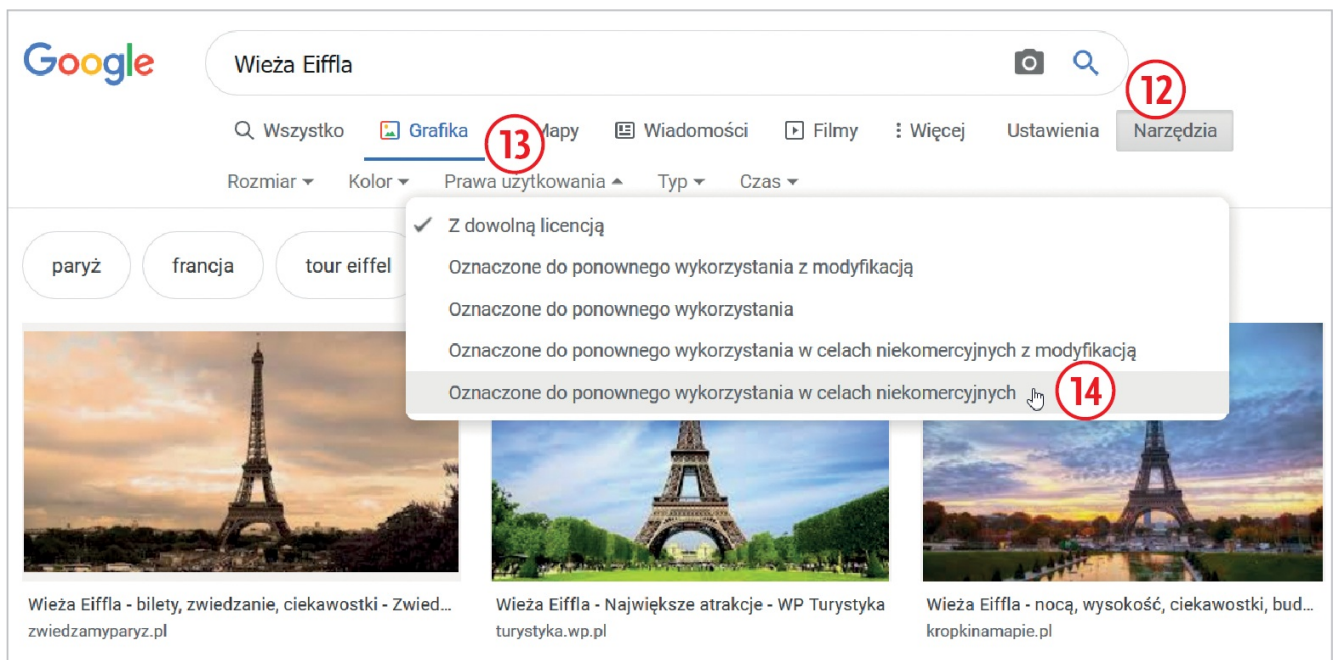 Google
Wieża Eiffla
12
Wszystko Grafika 13 Mapy Wiadomości Filmy Więcej Ustawienia Narzędzia
Rozmiar Kolor Prawa użytkowania Typ Czas
Z dowolną licencją
paryż francja tour eiffel
Oznaczone do ponownego wykorzystania z modyfikacją
Oznaczone do ponownego wykorzystania
Oznaczone do ponownego wykorzystania w celach niekomercyjnych z modyfikacją
Oznaczone do ponownego wykorzystania w celach niekomercyjnych 14
Wieża Eiffla - bilety, zwiedzanie, ciekawostki - Zwied...
zwiedzamyparyz.pl
Wieża Eiffla - Największe atrakcje - WP Turystyka
turystyka.wp.pl
Wieża Eiffla - nocą, wysokość, ciekawostki, bud...
kropkinamapie.pl